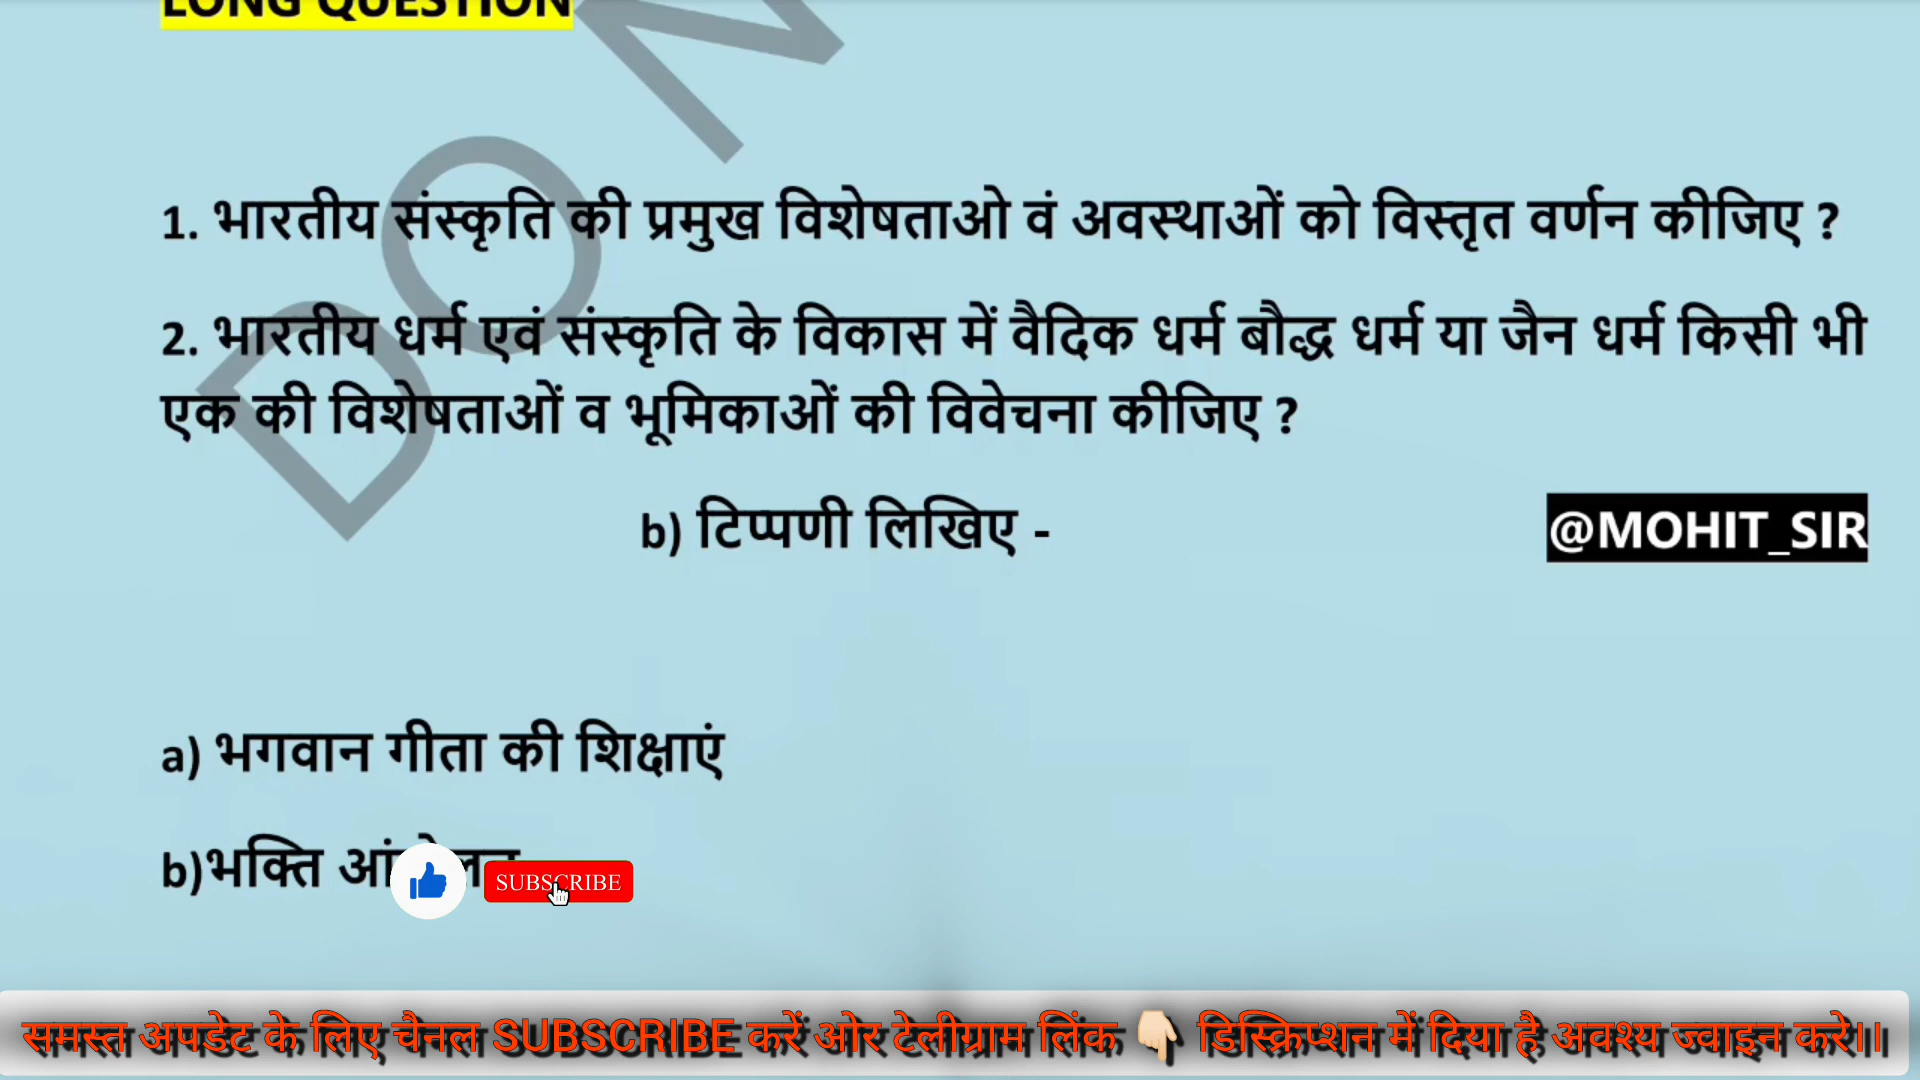 LONG QUESTION
1. भारतीय संस्कृति की प्रमुख विशेषताओ वं अवस्थाओं को विस्तृत वर्णन कीजिए ?
2. भारतीय धर्म एवं संस्कृति के विकास में वैदिक धर्म बौद्ध धर्म या जैन धर्म किसी भी
एक की विशेषताओं व भूमिकाओं की विवेचना कीजिए ?
b) टिप्पणी लिखिए -
@MOHIT_SIR
a) भगवान गीता की शिक्षाएं
b)भक्ति
SUBSCRIBE
समस्त अपडेट के लिए चैनल SUBSCRIBE करें ओर टेलीग्राम लिंक 👇🏻 डिस्क्रिप्शन में दिया है अवश्य ज्वाइन करे।।